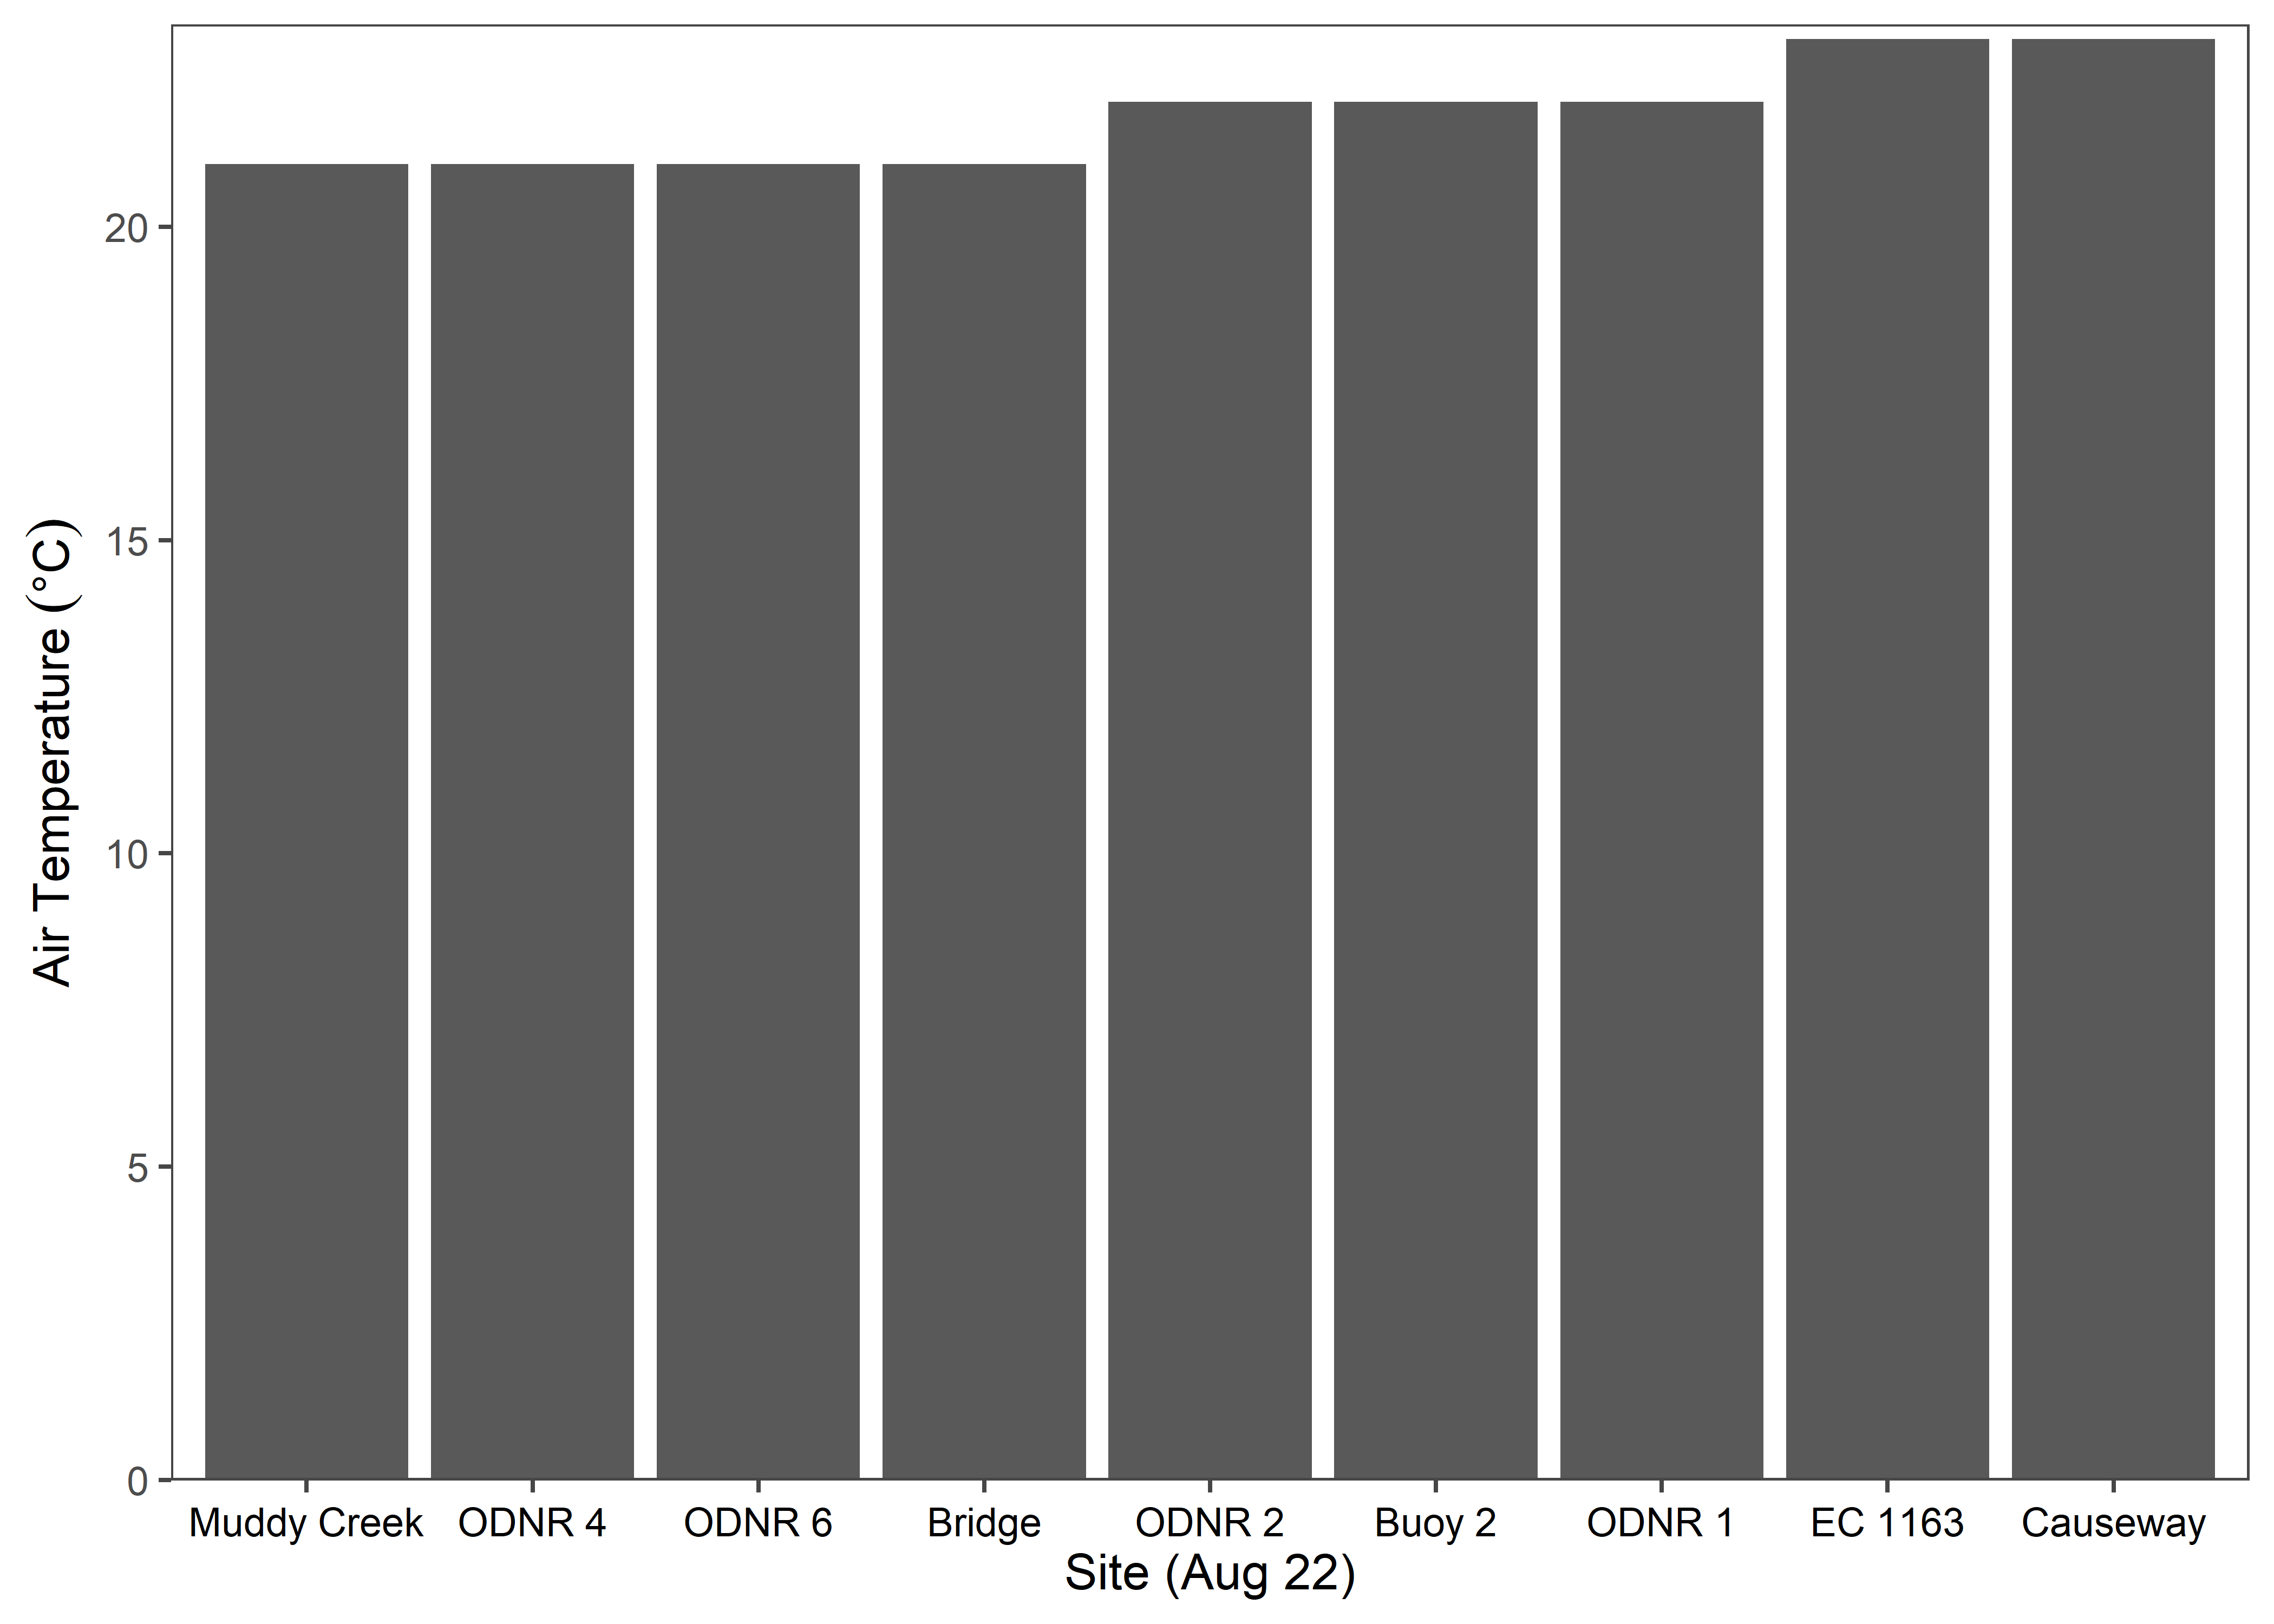 Air Temperature (°C)
20
15
10
5
0
Muddy Creek ODNR 4 ODNR 6 Bridge ODNR 2 Buoy 2 ODNR 1 EC 1163 Causeway
Site (Aug 22)